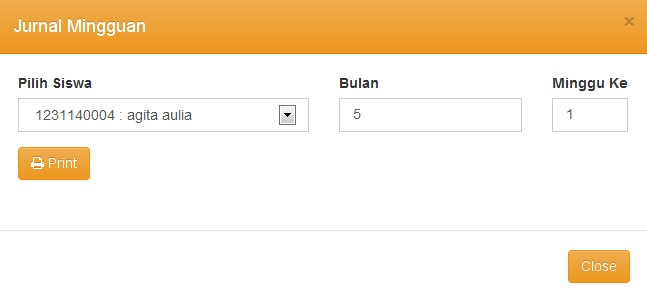 Jurnal Mingguan ×
Pilih Siswa Bulan Minggu Ke
1231140004 : agita aulia 5 1
Print
Close